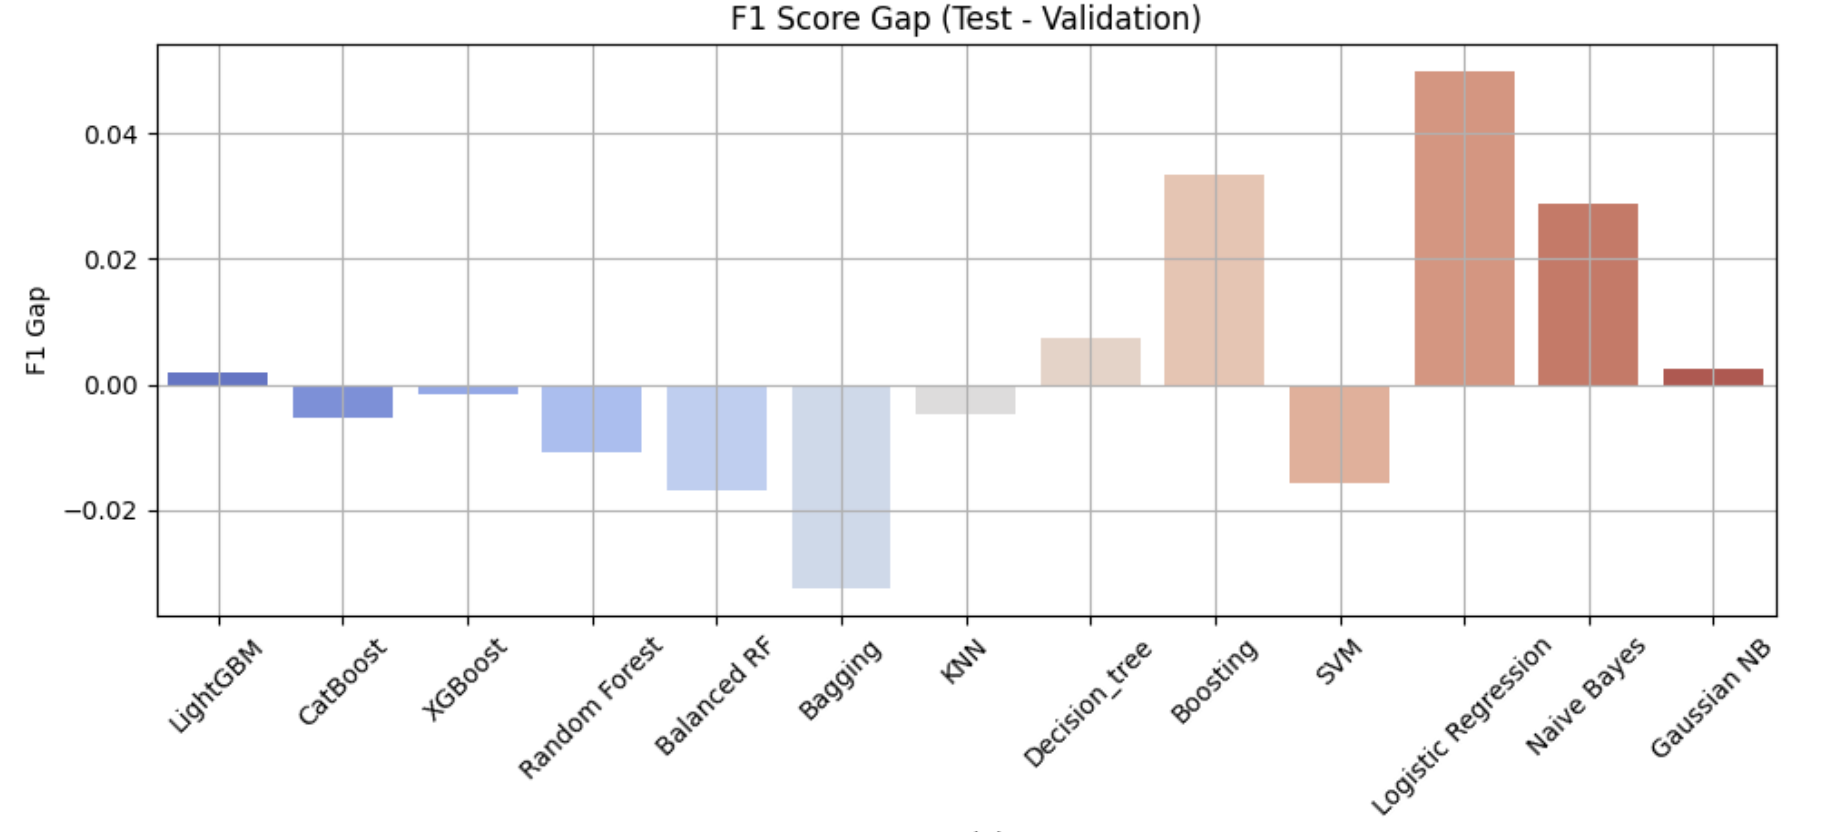 F1 Score Gap (Test - Validation)
F1 Gap
0.04
0.02
0.00
−0.02
LightGBM
CatBoost
XGBoost
Random Forest
Balanced RF
Bagging
KNN
Decision_tree
Boosting
SVM
Logistic Regression
Naive Bayes
Gaussian NB